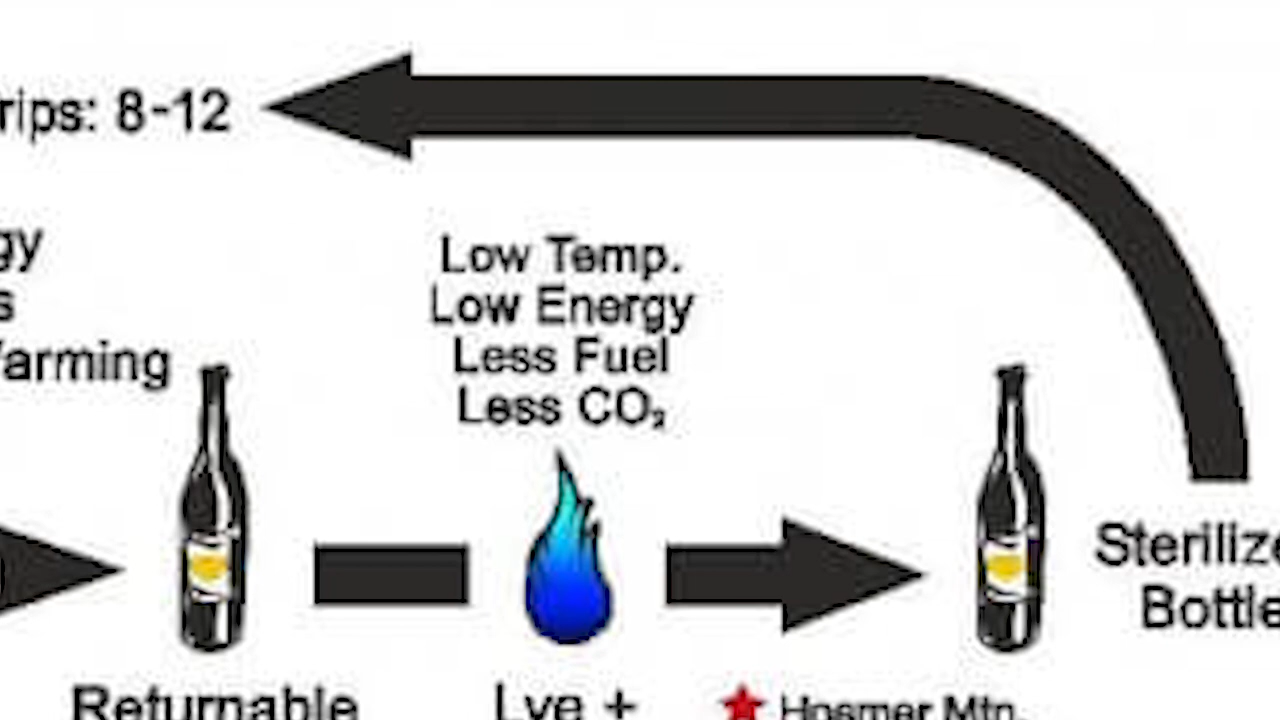 rips: 8-12
gy
s
arming
Low Temp.
Low Energy
Less Fuel
Less CO₂
Sterilize
Bottle
Returnable
Lye +
Hosmer Mtn.